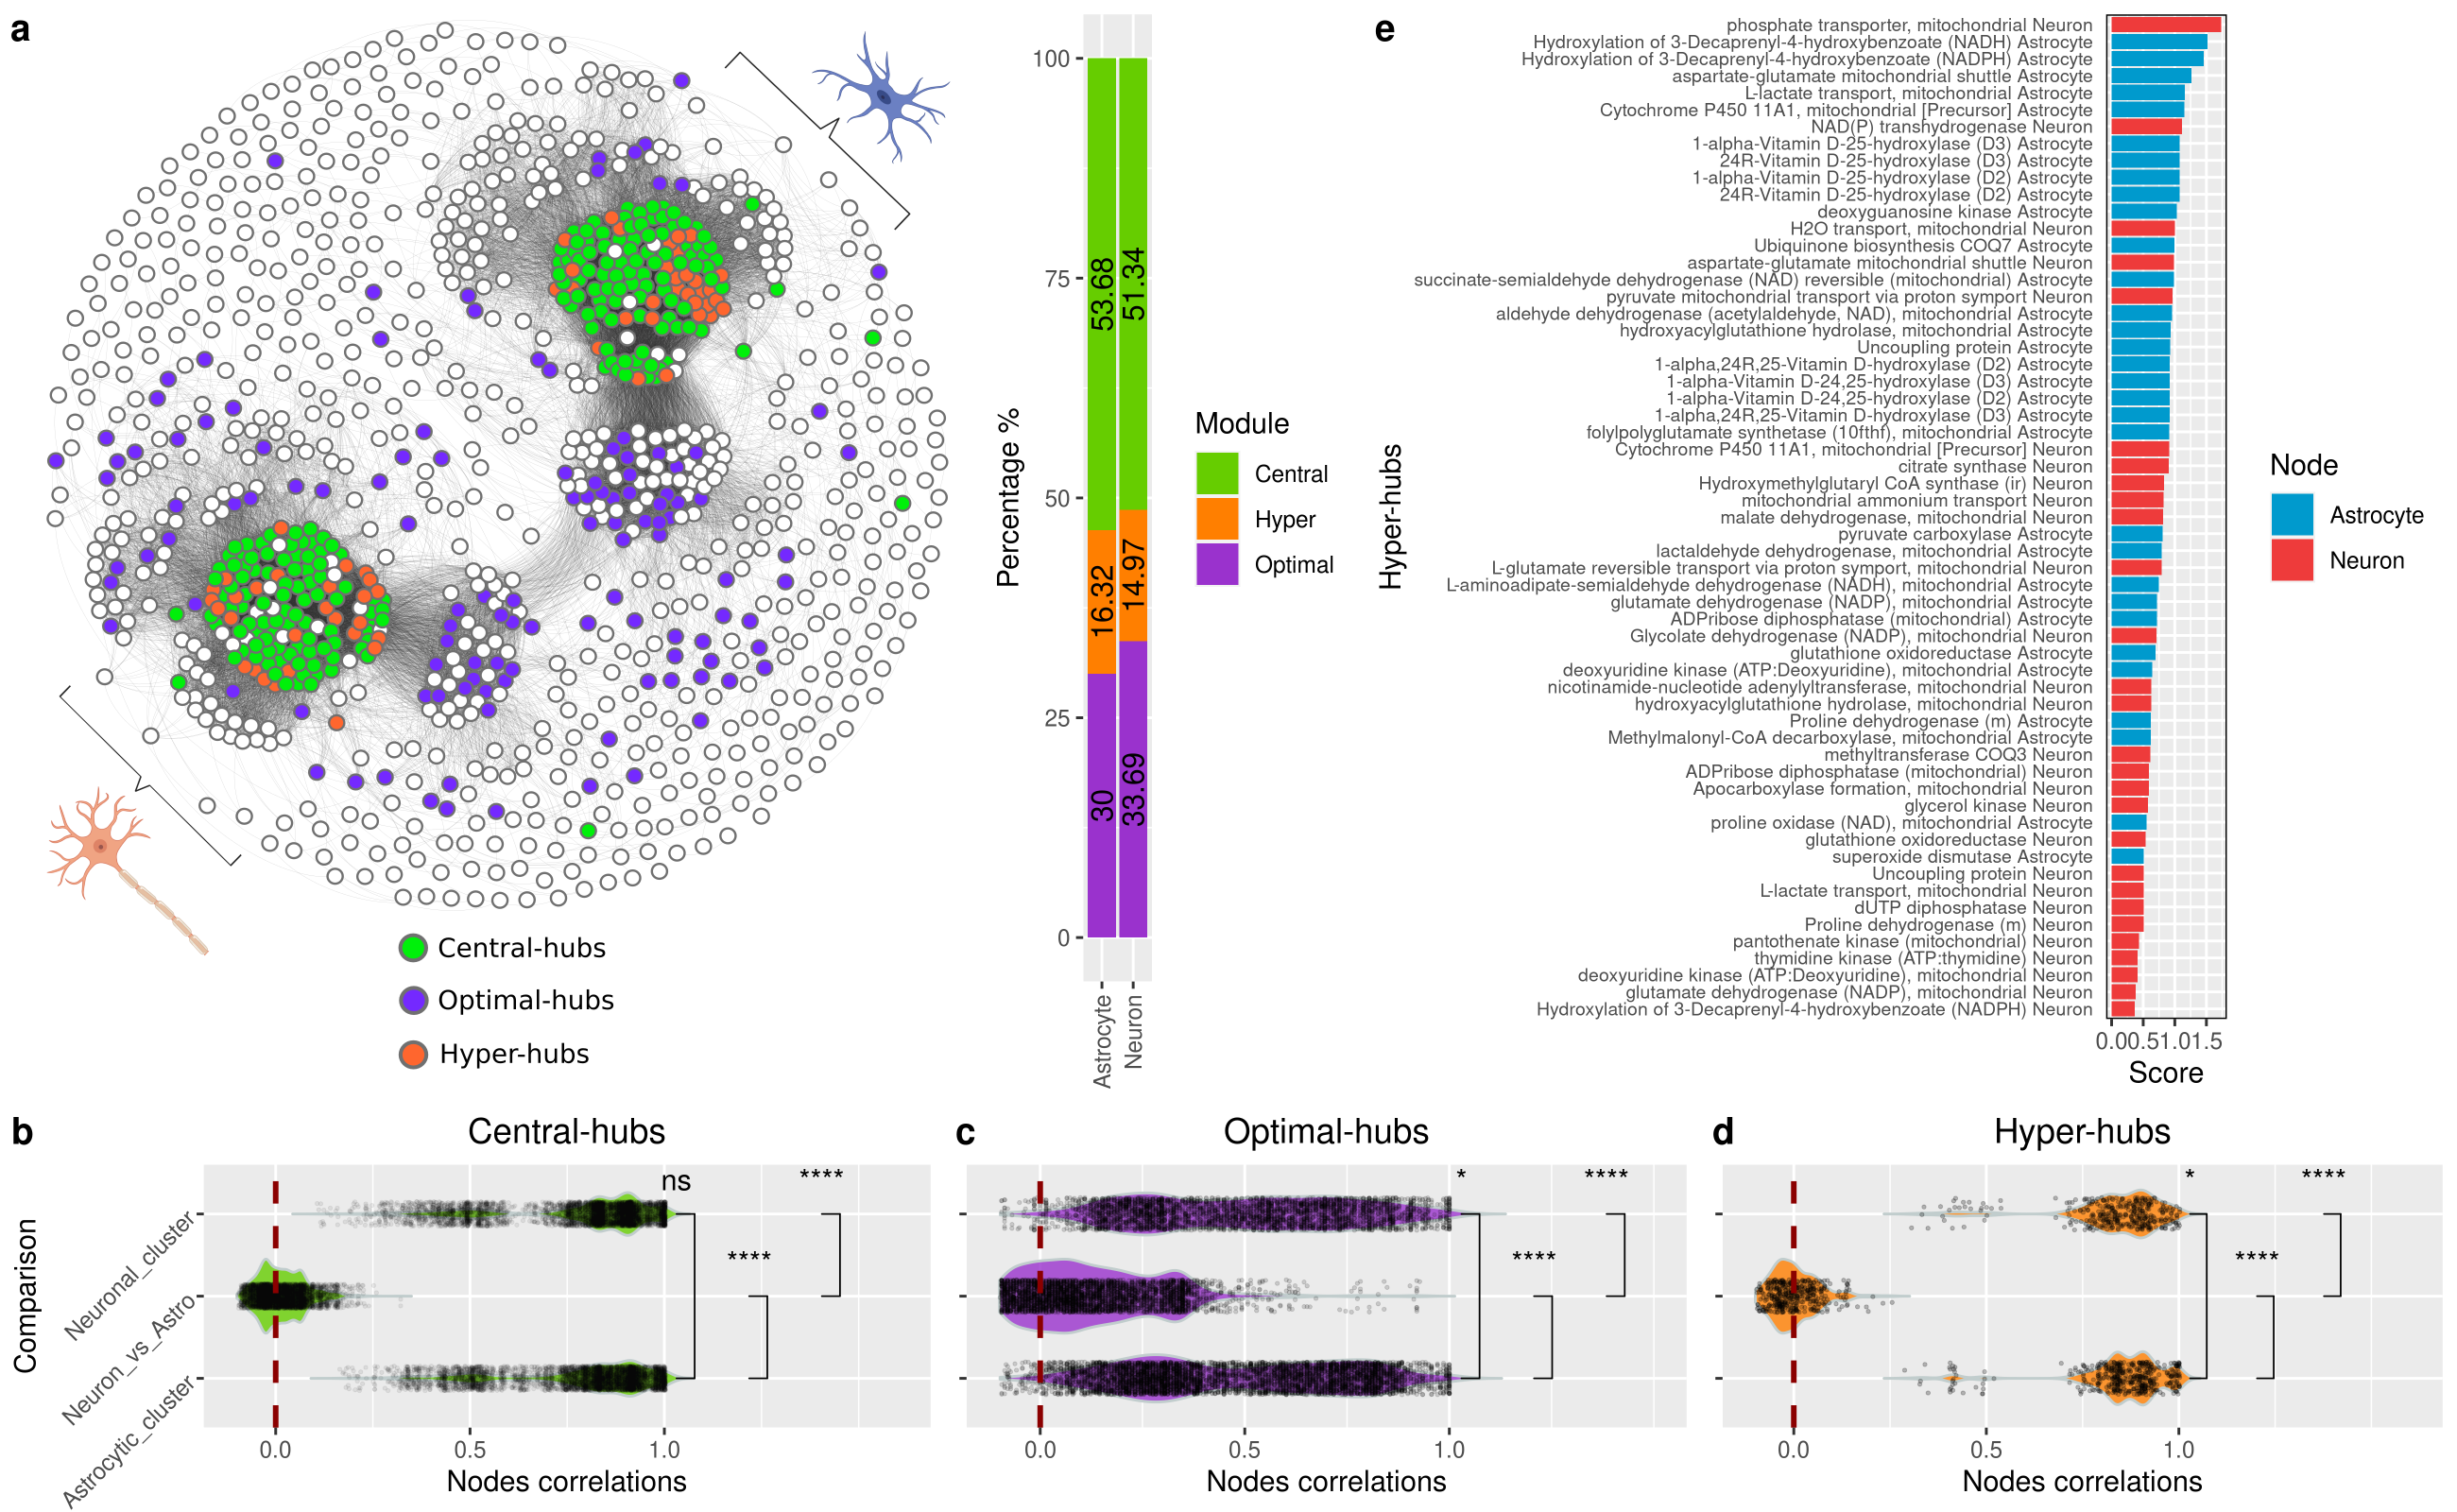 a
Central-hubs
Optimal-hubs
Hyper-hubs
Percentage %
100
75
50
25
0
53.68
51.34
16.32
14.97
30
33.69
Astrocyte
Neuron
Module
Central
Hyper
Optimal
e
Hyper-hubs
phosphate transporter, mitochondrial Neuron
Hydroxylation of 3-Decaprenyl-4-hydroxybenzoate (NADH) Astrocyte
Hydroxylation of 3-Decaprenyl-4-hydroxybenzoate (NADPH) Astrocyte
aspartate-glutamate mitochondrial shuttle Astrocyte
L-lactate transport, mitochondrial Astrocyte
Cytochrome P450 11A1, mitochondrial [Precursor] Astrocyte
NAD(P) transhydrogenase Neuron
1-alpha-Vitamin D-25-hydroxylase (D3) Astrocyte
24R-Vitamin D-25-hydroxylase (D3) Astrocyte
1-alpha-Vitamin D-25-hydroxylase (D2) Astrocyte
24R-Vitamin D-25-hydroxylase (D2) Astrocyte
deoxyguanosine kinase Astrocyte
H2O transport, mitochondrial Neuron
Ubiquinone biosynthesis COQ7 Astrocyte
aspartate-glutamate mitochondrial shuttle Neuron
succinate-semialdehyde dehydrogenase (NAD) reversible (mitochondrial) Astrocyte
pyruvate mitochondrial transport via proton symport Neuron
aldehyde dehydrogenase (acetylaldehyde, NAD), mitochondrial Astrocyte
hydroxyacylglutathione hydrolase, mitochondrial Astrocyte
Uncoupling protein Astrocyte
1-alpha,24R,25-Vitamin D-hydroxylase (D2) Astrocyte
1-alpha-Vitamin D-24,25-hydroxylase (D3) Astrocyte
1-alpha-Vitamin D-24,25-hydroxylase (D2) Astrocyte
1-alpha,24R,25-Vitamin D-hydroxylase (D3) Astrocyte
folylpolyglutamate synthetase (10fthf), mitochondrial Astrocyte
Cytochrome P450 11A1, mitochondrial [Precursor] Neuron
citrate synthase Neuron
Hydroxymethylglutaryl CoA synthase (ir) Neuron
mitochondrial ammonium transport Neuron
malate dehydrogenase, mitochondrial Neuron
pyruvate carboxylase Astrocyte
lactaldehyde dehydrogenase, mitochondrial Astrocyte
L-glutamate reversible transport via proton symport, mitochondrial Neuron
L-aminoadipate-semialdehyde dehydrogenase (NADH), mitochondrial Astrocyte
glutamate dehydrogenase (NADP), mitochondrial Astrocyte
ADPribose diphosphatase (mitochondrial) Astrocyte
Glycolate dehydrogenase (NADP), mitochondrial Neuron
glutathione oxidoreductase Astrocyte
deoxyuridine kinase (ATP:Deoxyuridine), mitochondrial Astrocyte
nicotinamide-nucleotide adenylyltransferase, mitochondrial Neuron
hydroxyacylglutathione hydrolase, mitochondrial Neuron
Proline dehydrogenase (m) Astrocyte
Methylmalonyl-CoA decarboxylase, mitochondrial Astrocyte
methyltransferase COQ3 Neuron
ADPribose diphosphatase (mitochondrial) Neuron
Apocarboxylase formation, mitochondrial Neuron
glycerol kinase Neuron
proline oxidase (NAD), mitochondrial Astrocyte
glutathione oxidoreductase Neuron
superoxide dismutase Astrocyte
Uncoupling protein Neuron
L-lactate transport, mitochondrial Neuron
dUTP diphosphatase Neuron
Proline dehydrogenase (m) Neuron
pantothenate kinase (mitochondrial) Neuron
thymidine kinase (ATP:thymidine) Neuron
deoxyuridine kinase (ATP:Deoxyuridine), mitochondrial Neuron
glutamate dehydrogenase (NADP), mitochondrial Neuron
Hydroxylation of 3-Decaprenyl-4-hydroxybenzoate (NADPH) Neuron
0.00.51.01.5
Score
Node
Astrocyte
Neuron
b
Central-hubs
Comparison
Neuronal_cluster
Neuron_vs_Astro
Astrocytic_cluster
ns
****
****
0.0 0.5 1.0
Nodes correlations
c
Optimal-hubs
*
****
****
0.0 0.5 1.0
Nodes correlations
d
Hyper-hubs
*
****
****
0.0 0.5 1.0
Nodes correlations